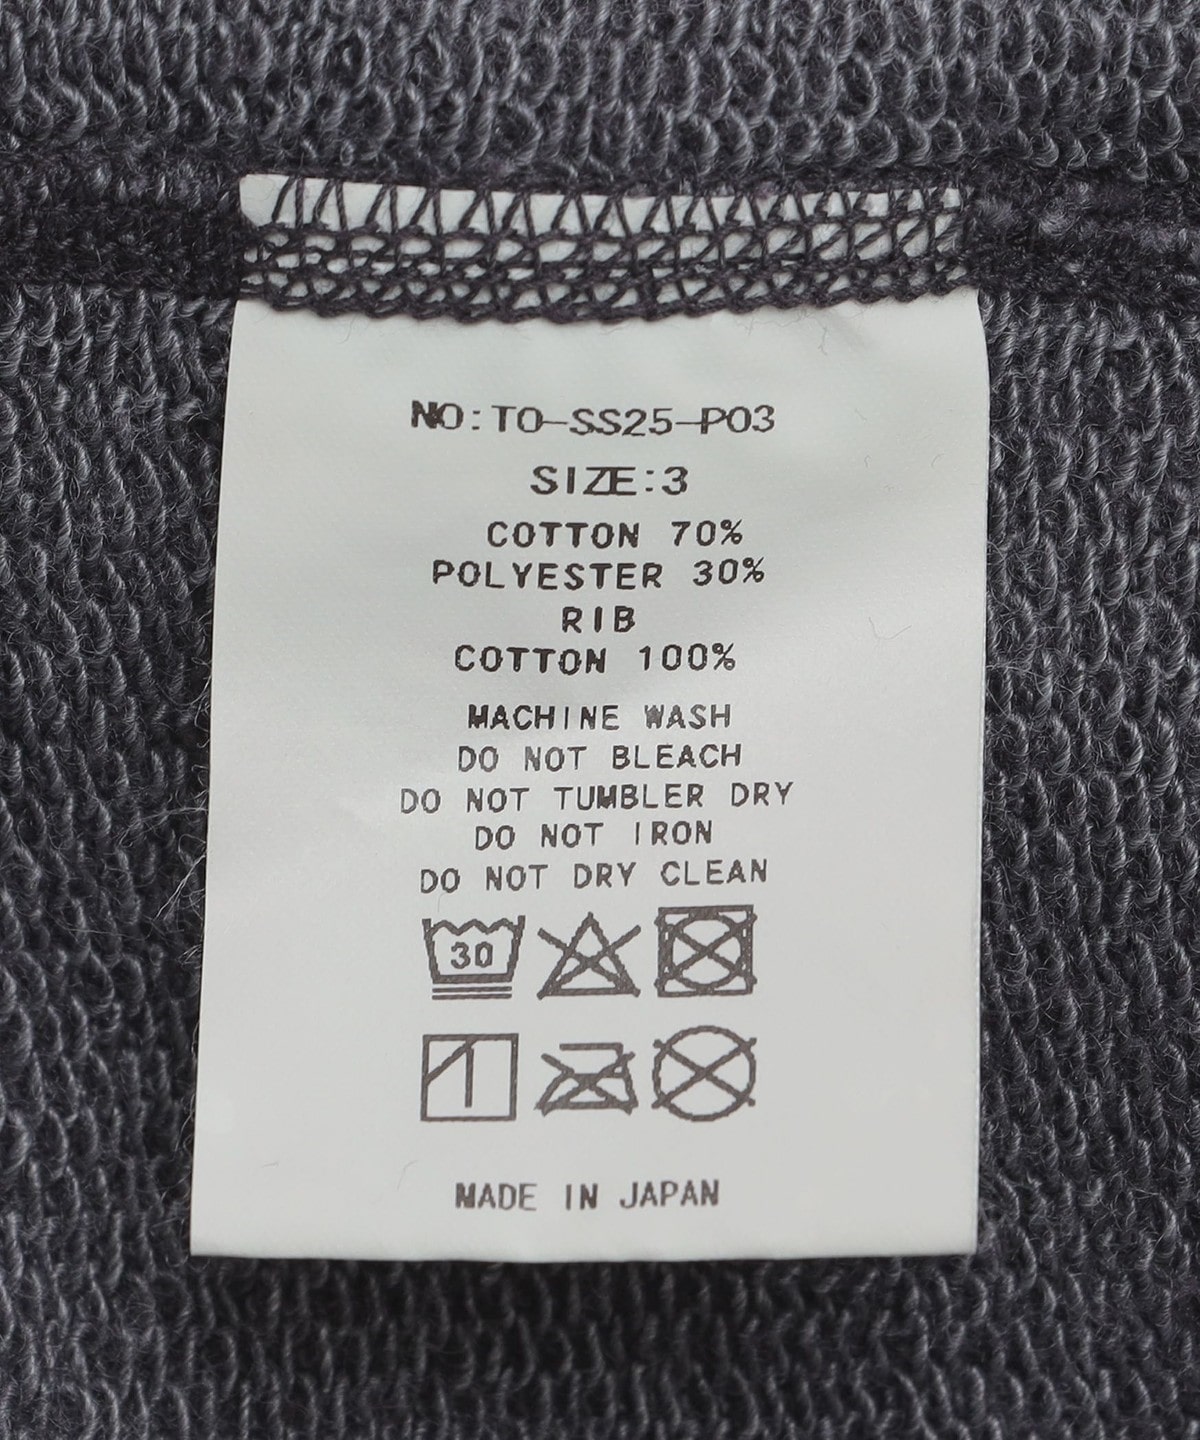 NO:TO-SS25-P03
SIZE:3
COTTON 70%
POLYESTER 30%
RIB
COTTON 100%
MACHINE WASH
DO NOT BLEACH
DO NOT TUMBLER DRY
DO NOT IRON
DO NOT DRY CLEAN
30
MADE IN JAPAN